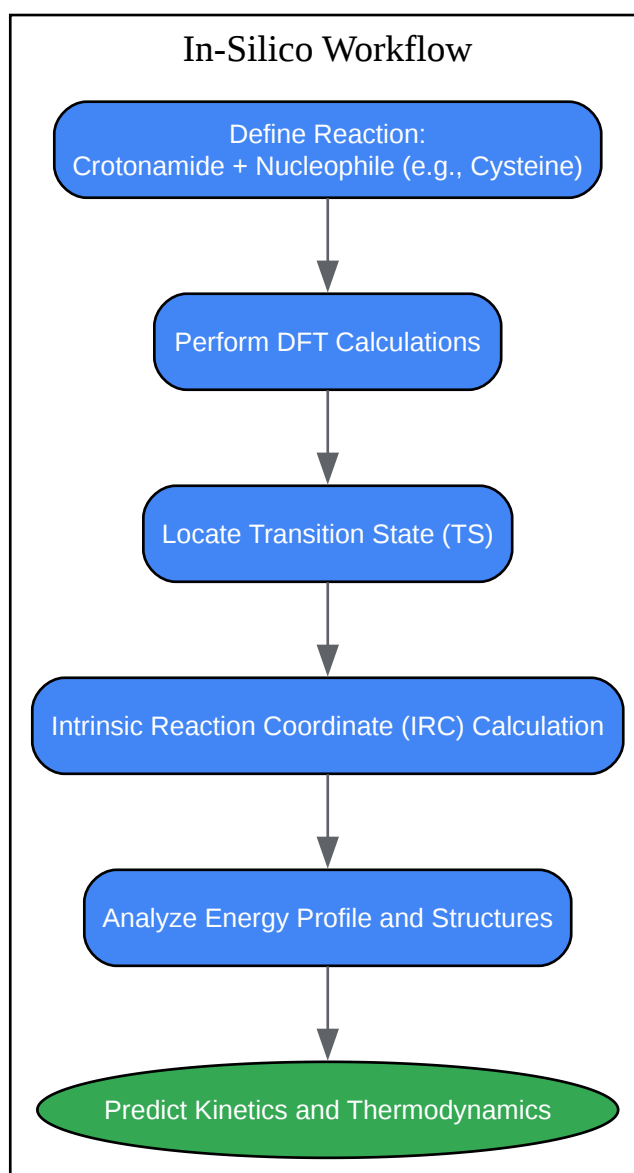 In-Silico Workflow
Define Reaction:
Crotonamide + Nucleophile (e.g., Cysteine)
Perform DFT Calculations
Locate Transition State (TS)
Intrinsic Reaction Coordinate (IRC) Calculation
Analyze Energy Profile and Structures
Predict Kinetics and Thermodynamics